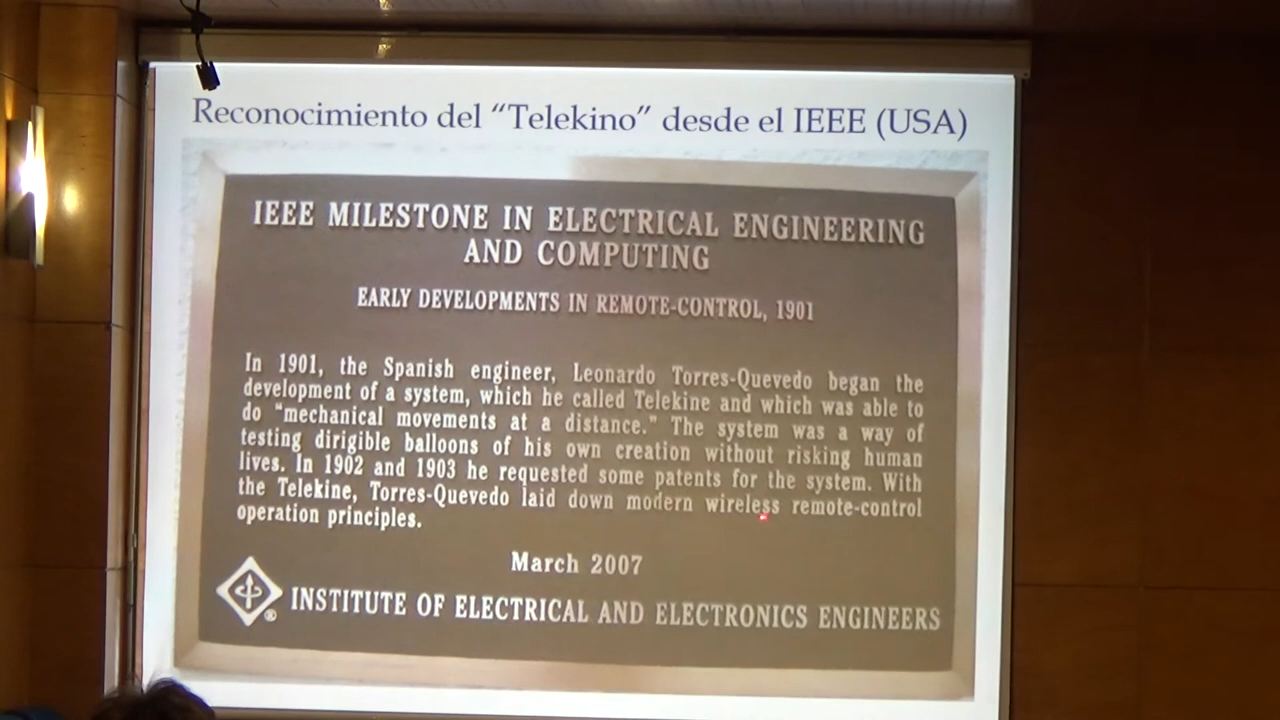 Reconocimiento del “Telekino” desde el IEEE (USA)
IEEE MILESTONE IN ELECTRICAL ENGINEERING
AND COMPUTING
EARLY DEVELOPMENTS IN REMOTE-CONTROL, 1901
In 1901, the Spanish engineer, Leonardo Torres-Quevedo began the
development of a system, which he called Telekine and which was able to
do "mechanical movements at a distance." The system was a way of
testing dirigible balloons of his own creation without risking human
lives. In 1902 and 1903 he requested some patents for the system. With
the Telekine, Torres-Quevedo laid down modern wireless remote-control
operation principles.
March 2007
® INSTITUTE OF ELECTRICAL AND ELECTRONICS ENGINEERS